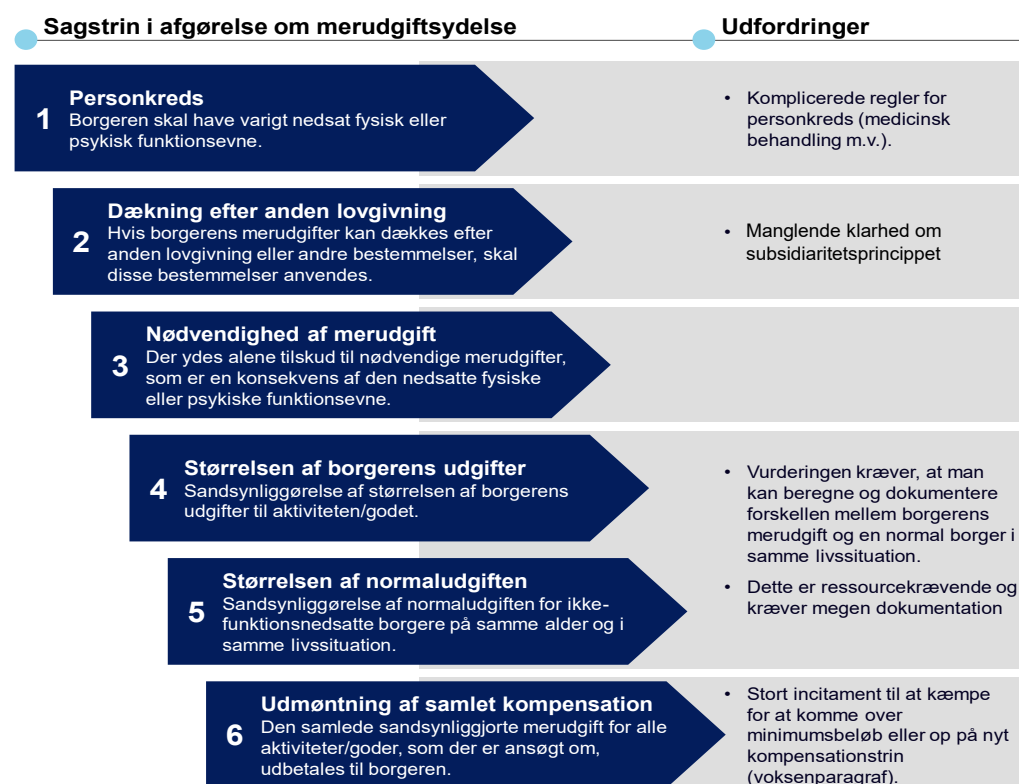 Sagstrin i afgørelse om merudgiftsydelse
Udfordringer
1
Personkreds
Borgeren skal have varigt nedsat fysisk eller
psykisk funktionsevne.
• Komplicerede regler for
personkreds (medicinsk
behandling m.v.).
2
Dækning efter anden lovgivning
Hvis borgerens merudgifter kan dækkes efter
anden lovgivning eller andre bestemmelser, skal
disse bestemmelser anvendes.
• Manglende klarhed om
subsidiaritetsprincippet
3
Nødvendighed af merudgift
Der ydes alene tilskud til nødvendige merudgifter,
som er en konsekvens af den nedsatte fysiske
eller psykiske funktionsevne.
4
Størrelsen af borgerens udgifter
Sandsynliggørelse af størrelsen af borgerens
udgifter til aktiviteten/godet.
• Vurderingen kræver, at man
kan beregne og dokumentere
forskellen mellem borgerens
merudgift og en normal borger i
samme livssituation.
• Dette er ressourcekrævende og
kræver megen dokumentation
5
Størrelsen af normaludgiften
Sandsynliggørelse af normaludgiften for ikke-
funktionsnedsatte borgere på samme alder og i
samme livssituation.
6
Udmøntning af samlet kompensation
Den samlede sandsynliggjorte merudgift for alle
aktiviteter/goder, som der er ansøgt om,
udbetales til borgeren.
• Stort incitament til at kæmpe
for at komme over
minimumsbeløb eller op på nyt
kompensationstrin
(voksenparagraf).